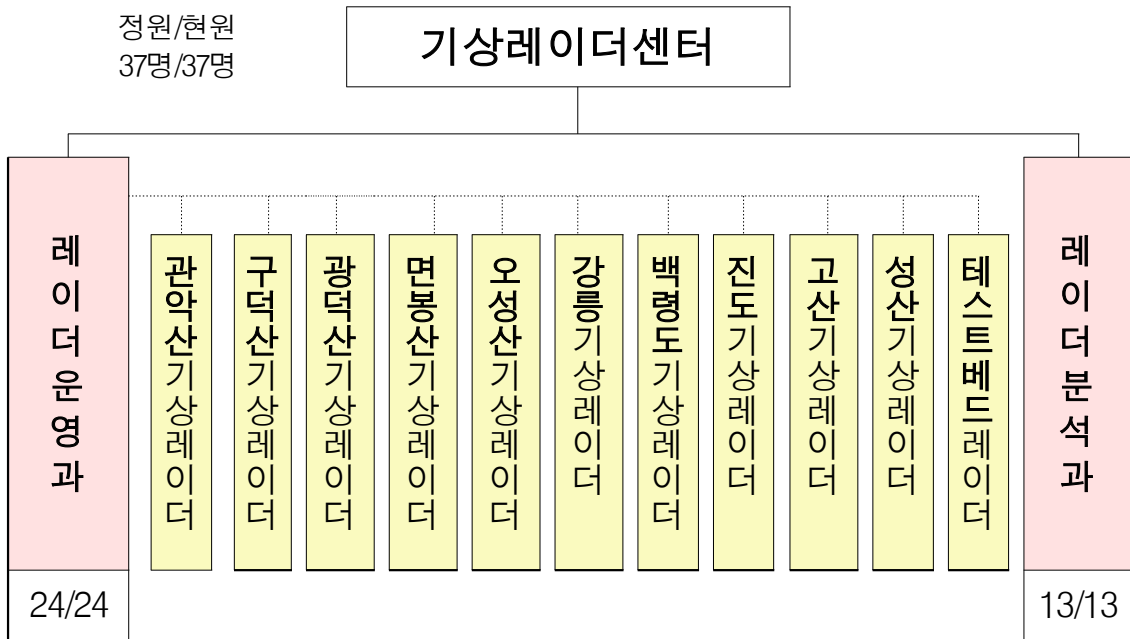 정원/현원
37명/37명
기상레이더센터
레이더운영과
관악산기상레이더
구덕산기상레이더
광덕산기상레이더
면봉산기상레이더
오성산기상레이더
강릉기상레이더
백령도기상레이더
진도기상레이더
고산기상레이더
성산기상레이더
테스트베드레이더
레이더분석과
24/24
13/13